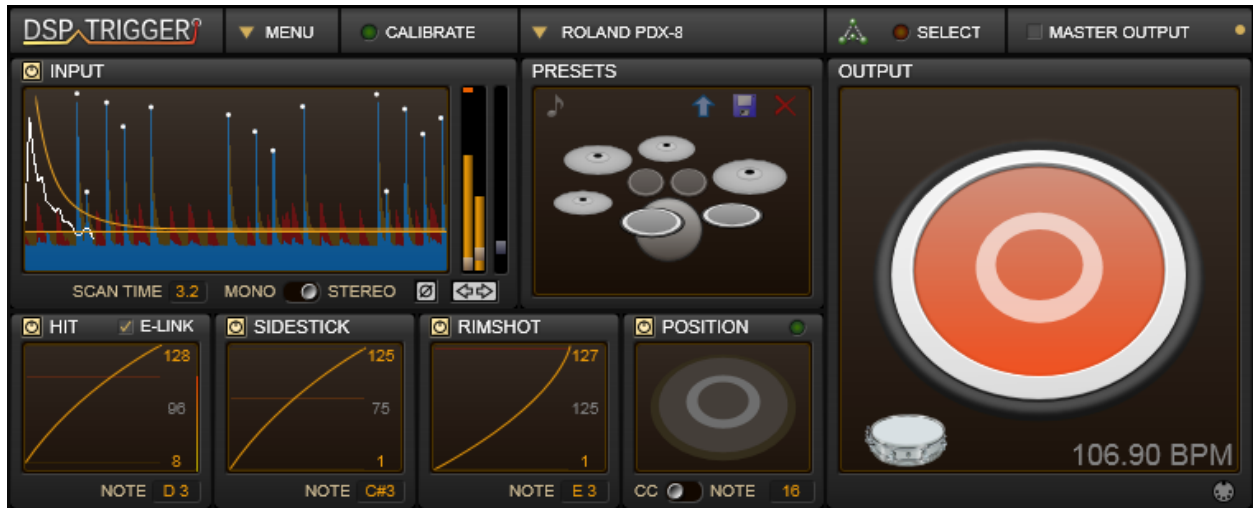 DSP TRIGGER MENU CALIBRATE ROLAND PDX-8 SELECT MASTER OUTPUT
INPUT
SCAN TIME 3.2 MONO STEREO Ø
PRESETS
OUTPUT
106.90 BPM
HIT E-LINK
128
96
8
NOTE D 3
SIDESTICK
125
75
1
NOTE C#3
RIMSHOT
127
125
1
NOTE E 3
POSITION
CC NOTE 16